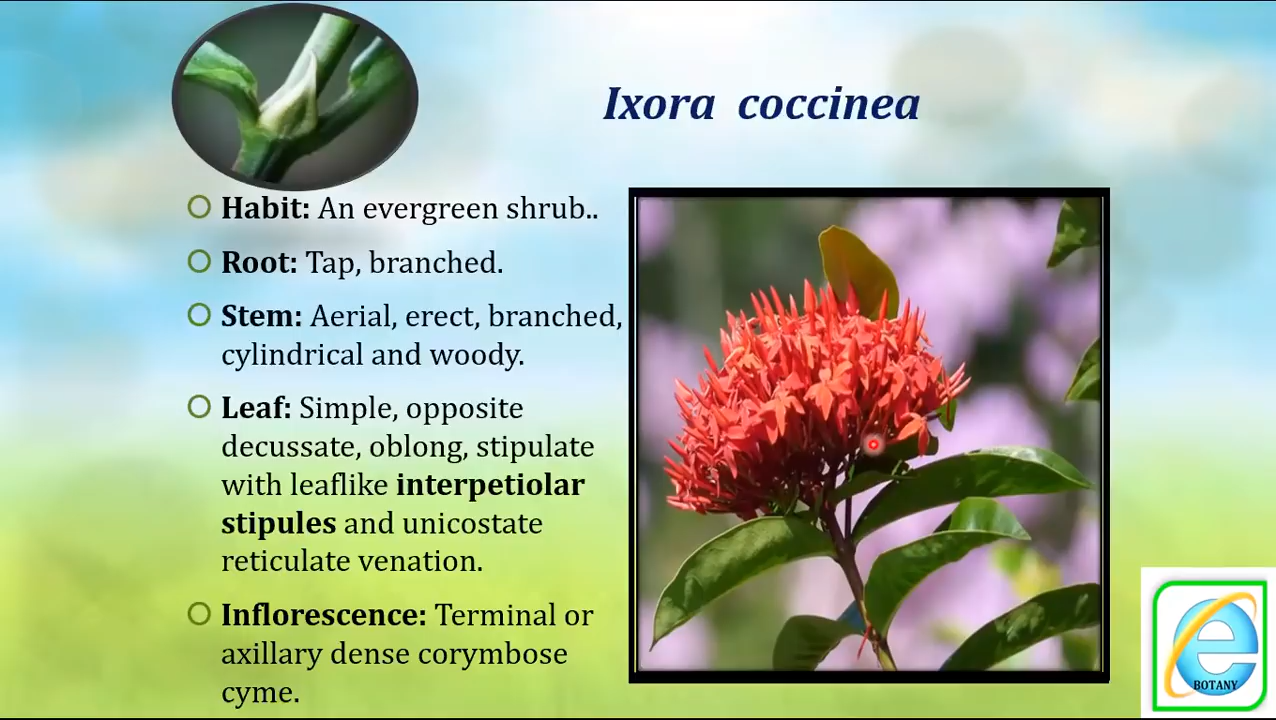 Ixora coccinea
Habit: An evergreen shrub..
Root: Tap, branched.
Stem: Aerial, erect, branched,
cylindrical and woody.
Leaf: Simple, opposite
decussate, oblong, stipulate
with leaflike interpetiolar
stipules and unicostate
reticulate venation.
Inflorescence: Terminal or
axillary dense corymbose
cyme.
e
BOTANY